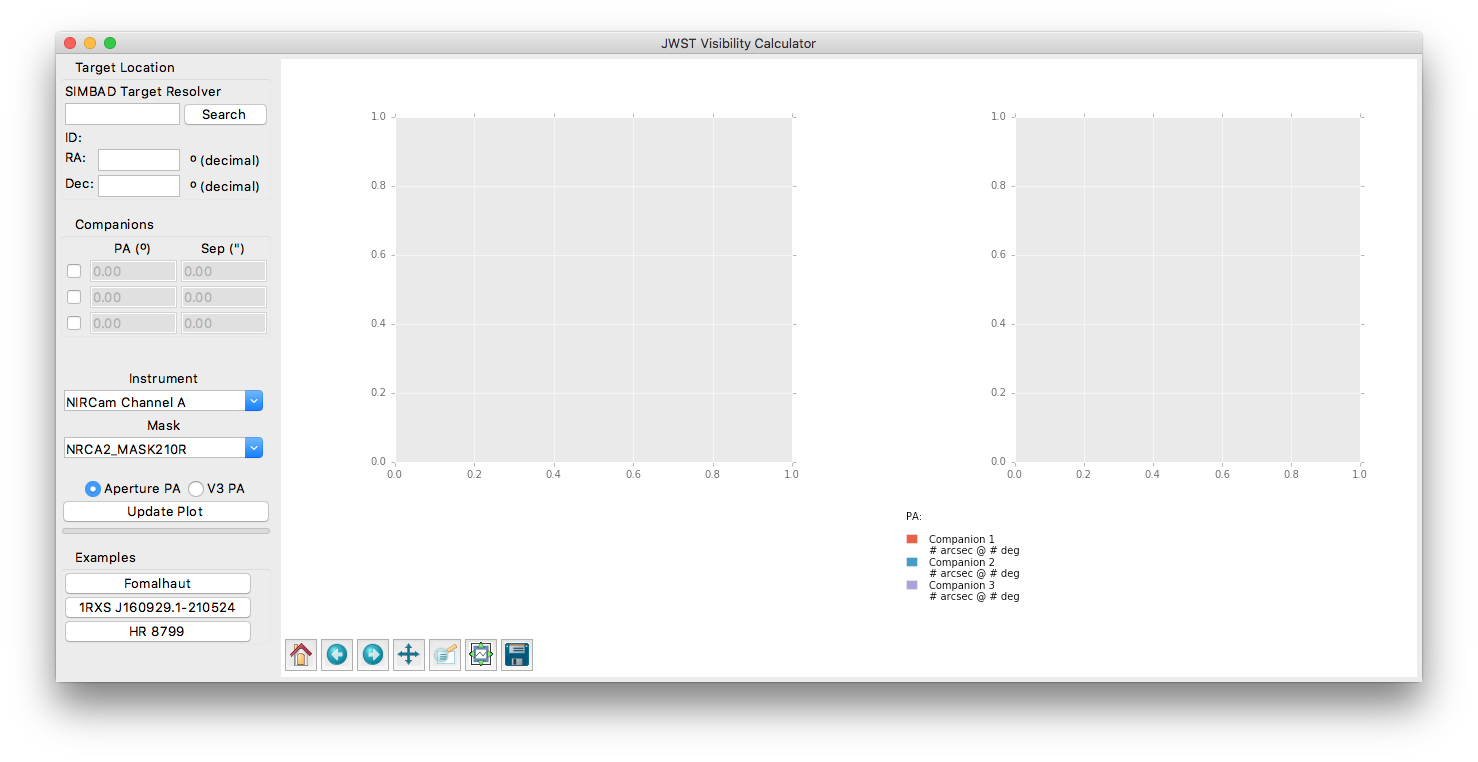 JWST Visibility Calculator
Target Location
SIMBAD Target Resolver
Search
ID:
RA: º (decimal)
Dec: º (decimal)
Companions
PA (º) Sep (")
0.00 0.00
0.00 0.00
0.00 0.00
Instrument
NIRCam Channel A
Mask
NRCA2_MASK210R
Aperture PA V3 PA
Update Plot
Examples
Fomalhaut
1RXS J160929.1-210524
HR 8799
1.0
0.8
0.6
0.4
0.2
0.0
0.0 0.2 0.4 0.6 0.8 1.0
1.0
0.8
0.6
0.4
0.2
0.0
0.0 0.2 0.4 0.6 0.8 1.0
PA:
Companion 1
# arcsec @ # deg
Companion 2
# arcsec @ # deg
Companion 3
# arcsec @ # deg